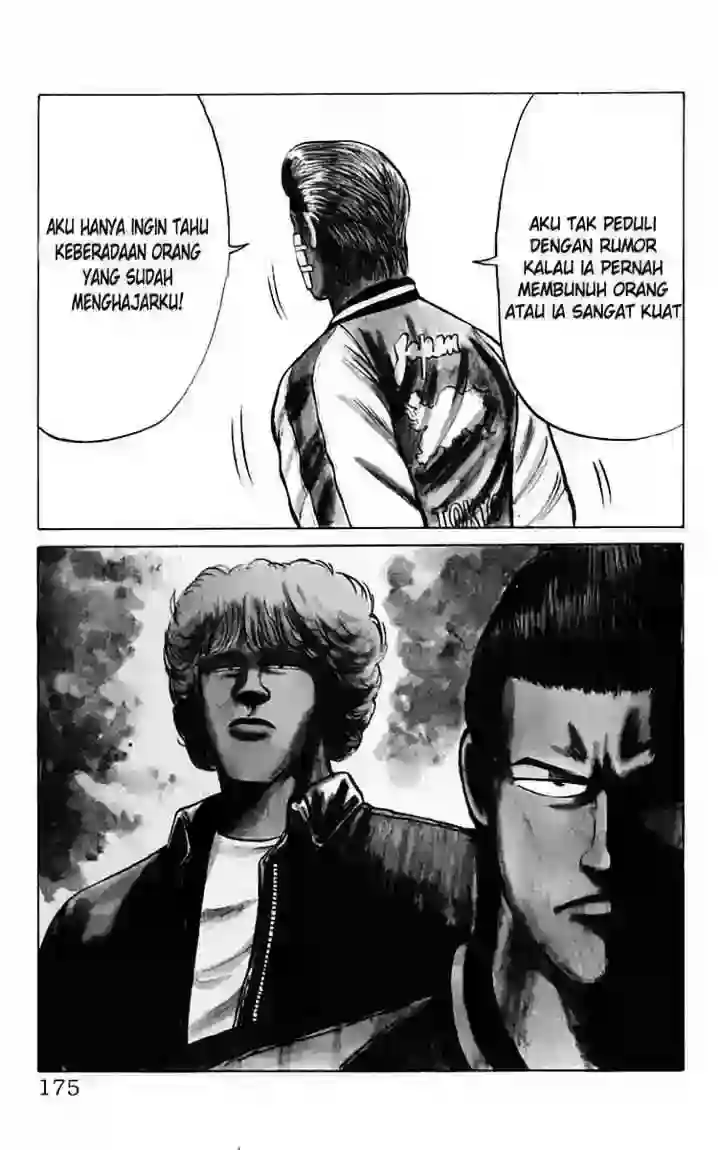 AKU TAK PEDULI
DENGAN RUMOR
KALAU IA PERNAH
MEMBUNUH ORANG
ATAU IA SANGAT KUAT
AKU HANYA INGIN TAHU
KEBERADAAN ORANG
YANG SUDAH
MENGHAJARKU!
TOKYO
175